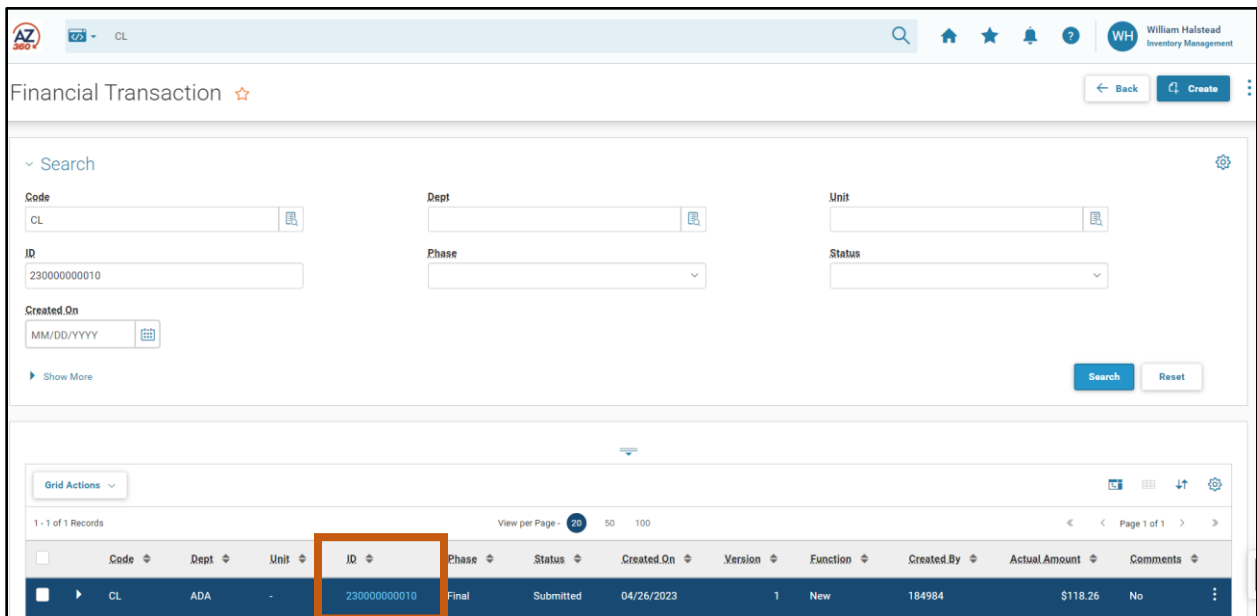 AZ 360 CL William Halstead
WH Inventory Management
Financial Transaction Back Create
Search
Code Dept Unit
CL
ID Phase Status
230000000010
Created On
MM/DD/YYYY
Show More Search Reset
Grid Actions
1 - 1 of 1 Records View per Page - 20 50 100 Page 1 of 1
Code Dept Unit ID Phase Status Created On Version Function Created By Actual Amount Comments
CL ADA - 230000000010 Final Submitted 04/26/2023 1 New 184984 $118.26 No